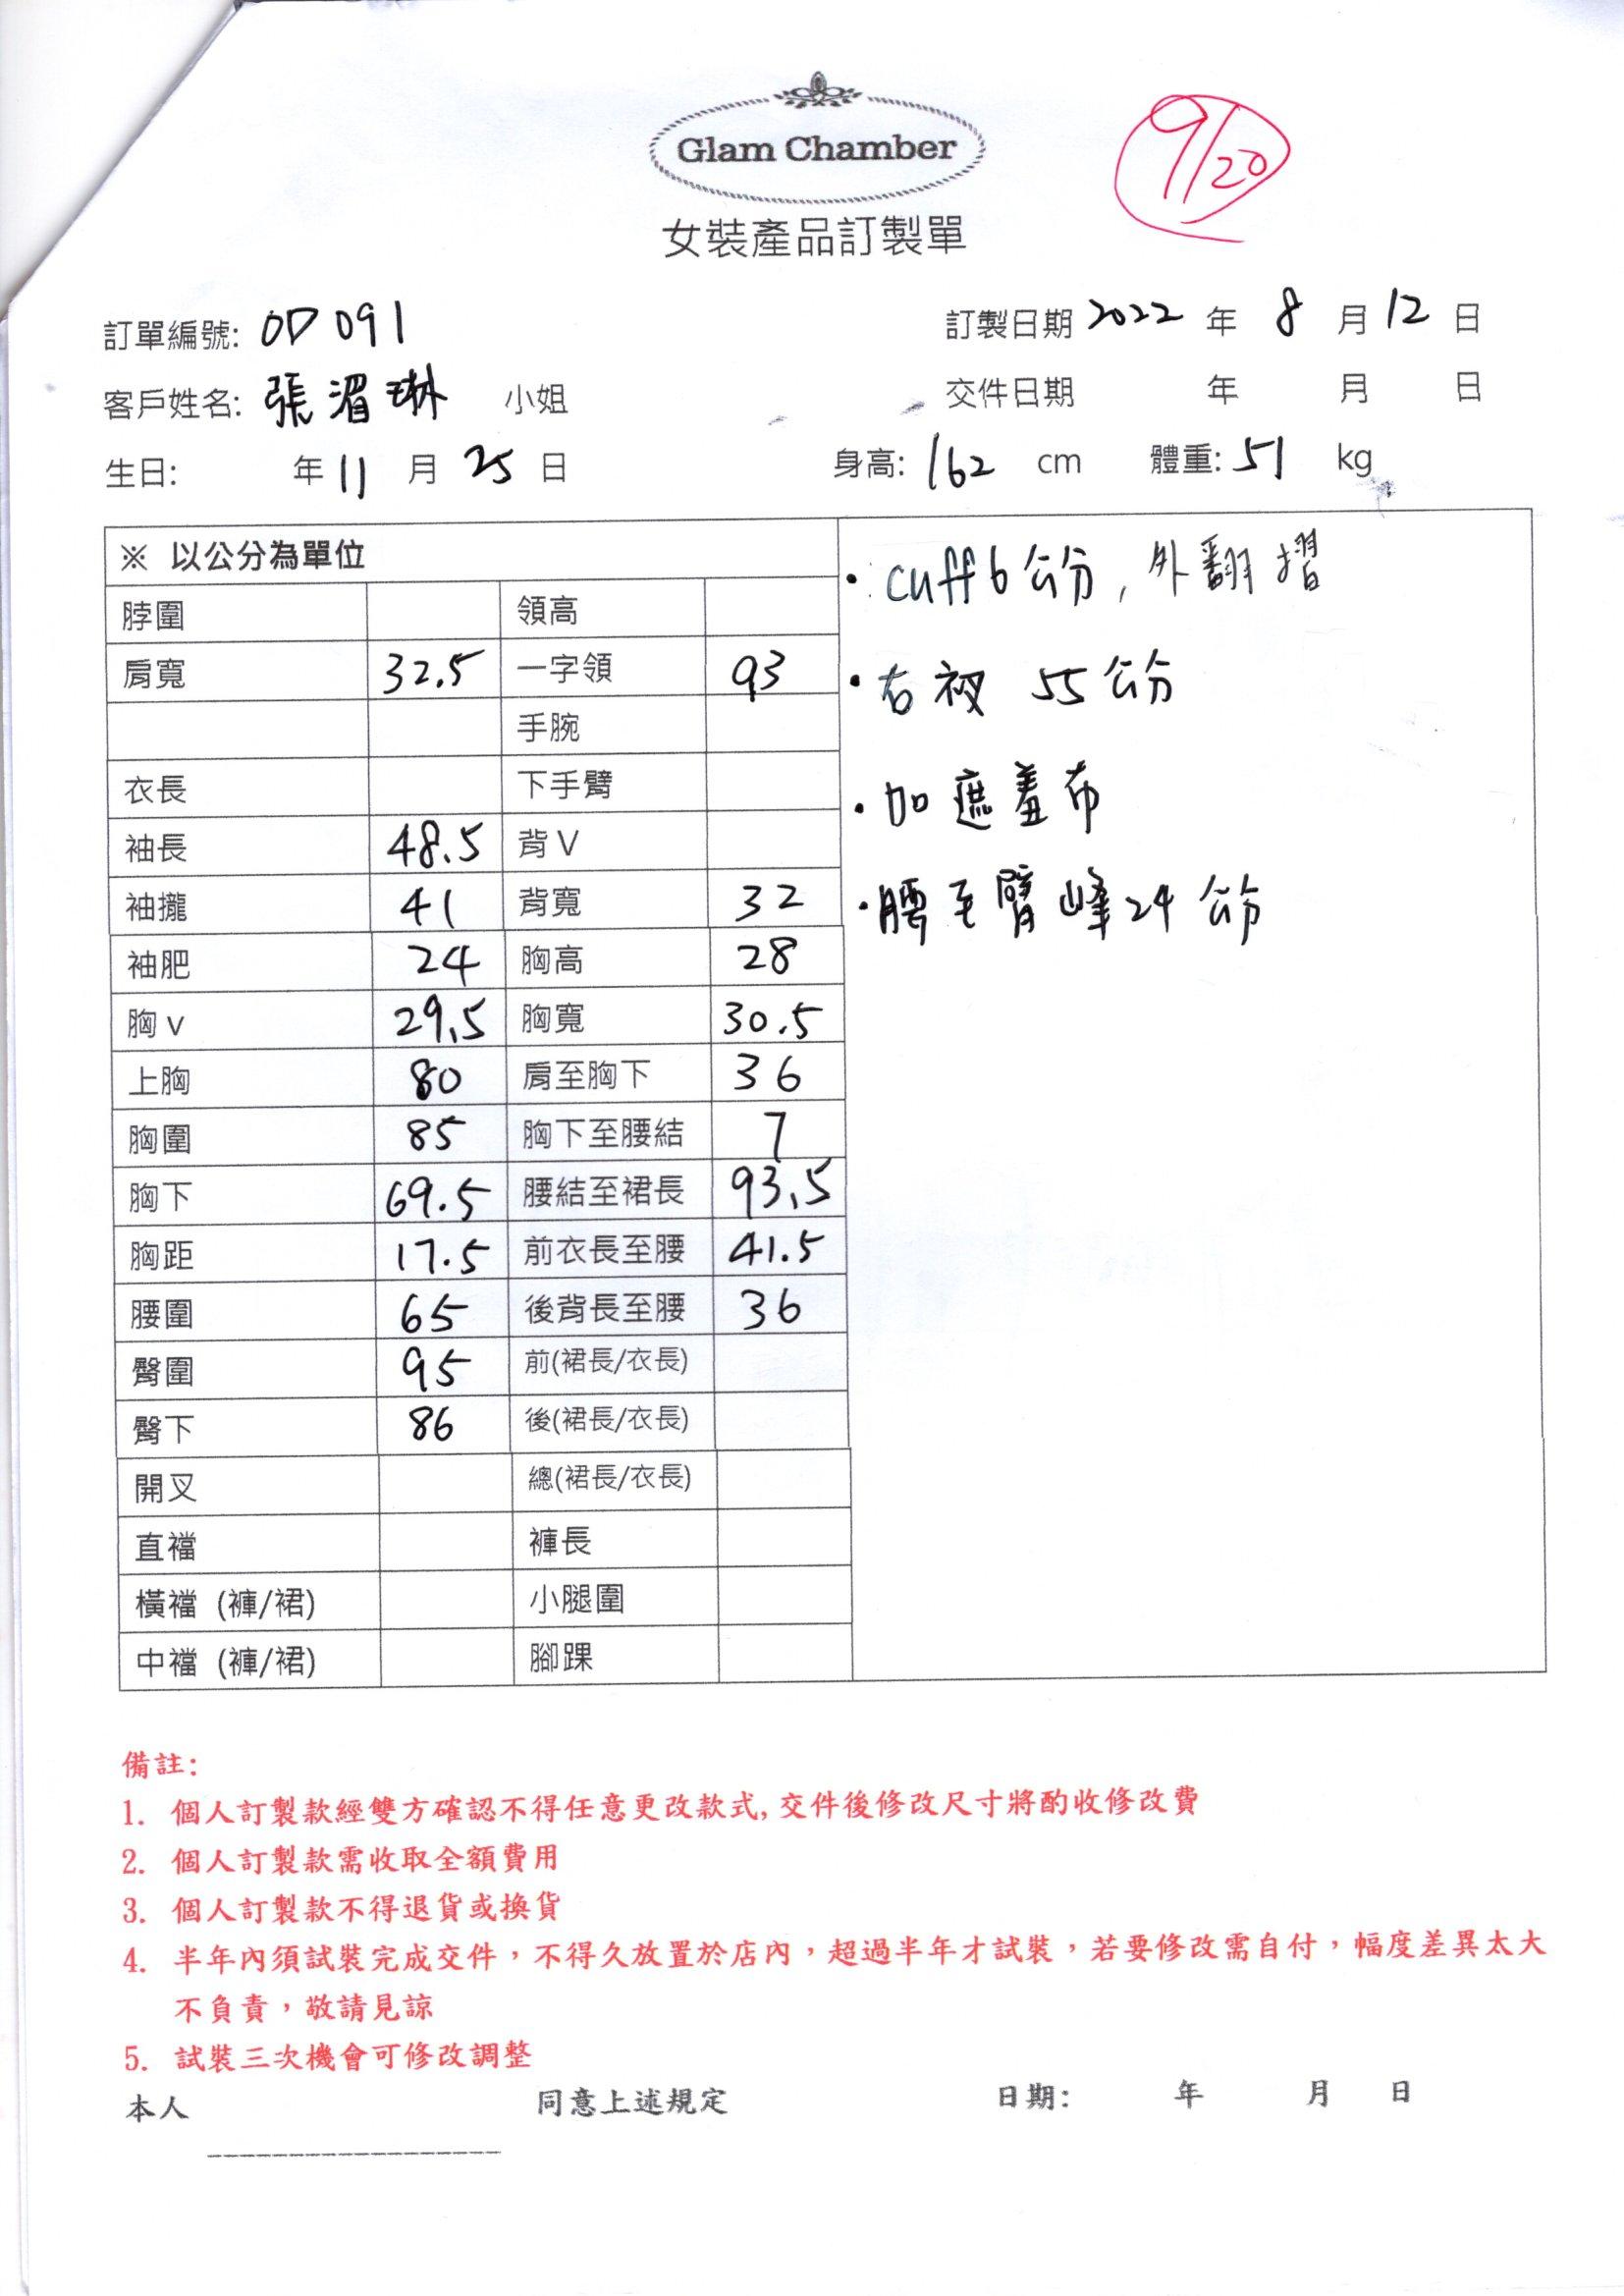 Glam Chamber
9/20
女裝產品訂製單
訂單編號: OD 091 訂製日期 2022 年 8 月 12 日
客戶姓名: 張湄琳 小姐 交件日期 年 月 日
生日: 年 11 月 25 日 身高: 162 cm 體重: 51 kg
※ 以公分為單位
脖圍 領高
肩寬 32.5 一字領 93
手腕
衣長 下手臂
袖長 48.5 背V
袖攏 41 背寬 32
袖肥 24 胸高 28
胸v 29.5 胸寬 30.5
上胸 80 肩至胸下 36
胸圍 85 胸下至腰結 7
胸下 69.5 腰結至裙長 93.5
胸距 17.5 前衣長至腰 41.5
腰圍 65 後背長至腰 36
臀圍 95 前(裙長/衣長)
臀下 86 後(裙長/衣長)
開叉 總(裙長/衣長)
直襠 褲長
橫襠 (褲/裙) 小腿圍
中襠 (褲/裙) 腳踝
• cuff 6 公分, 外翻摺
• 右衩 55 公分
• 加遮羞布
• 腰至臀峰 24 公分
備註:
1. 個人訂製款經雙方確認不得任意更改款式, 交件後修改尺寸將酌收修改費
2. 個人訂製款需收取全額費用
3. 個人訂製款不得退貨或換貨
4. 半年內須試裝完成交件，不得久放置於店內，超過半年才試裝，若要修改需自付，幅度差異太大
不負責，敬請見諒
5. 試裝三次機會可修改調整
本人 同意上述規定 日期: 年 月 日